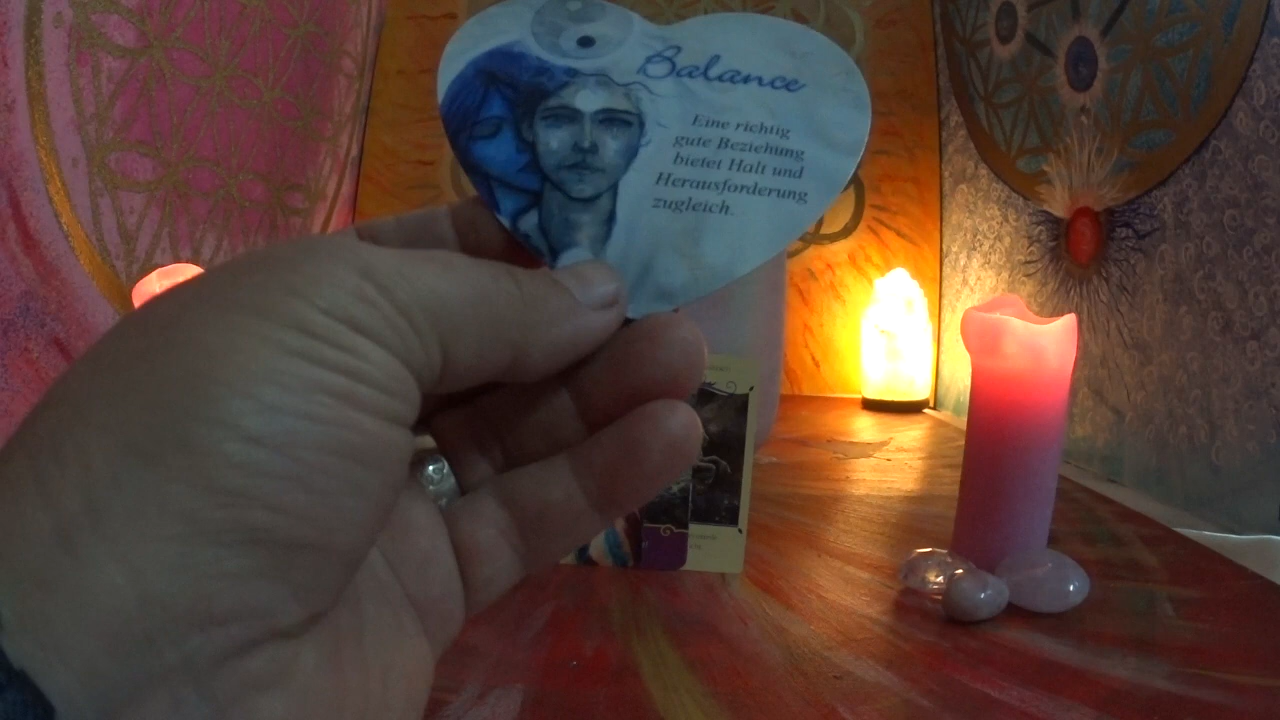 Balance
Eine richtig
gute Beziehung
bietet Halt und
Herausforderung
zugleich.